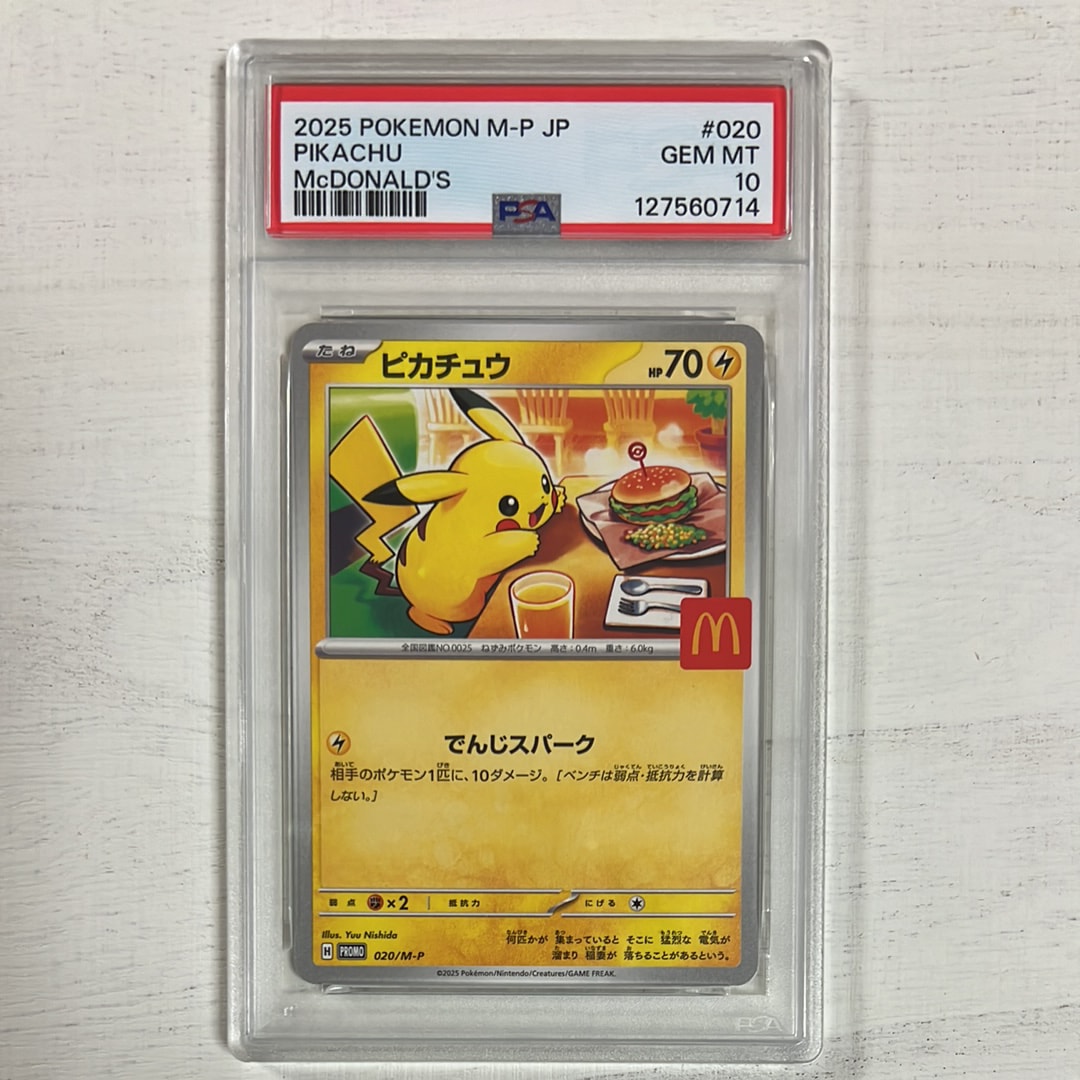 2025 POKEMON M-P JP #020
PIKACHU GEM MT
McDONALD'S 10
PSA 127560714
たね ピカチュウ HP70
M
全国図鑑NO.0025 ねずみポケモン 高さ:0.4m 重さ:6.0kg
でんじスパーク
相手のポケモン1匹に、10ダメージ。[ベンチは弱点・抵抗力を計算
しない。]
弱点 ×2 抵抗力 にげる
Illus. Yuu Nishida
何匹かが 集まっていると そこに 猛烈な 電気が
溜まり 稲妻が 落ちることがあるという。
H PROMO 020/M-P
©2025 Pokémon/Nintendo/Creatures/GAME FREAK.
PSA